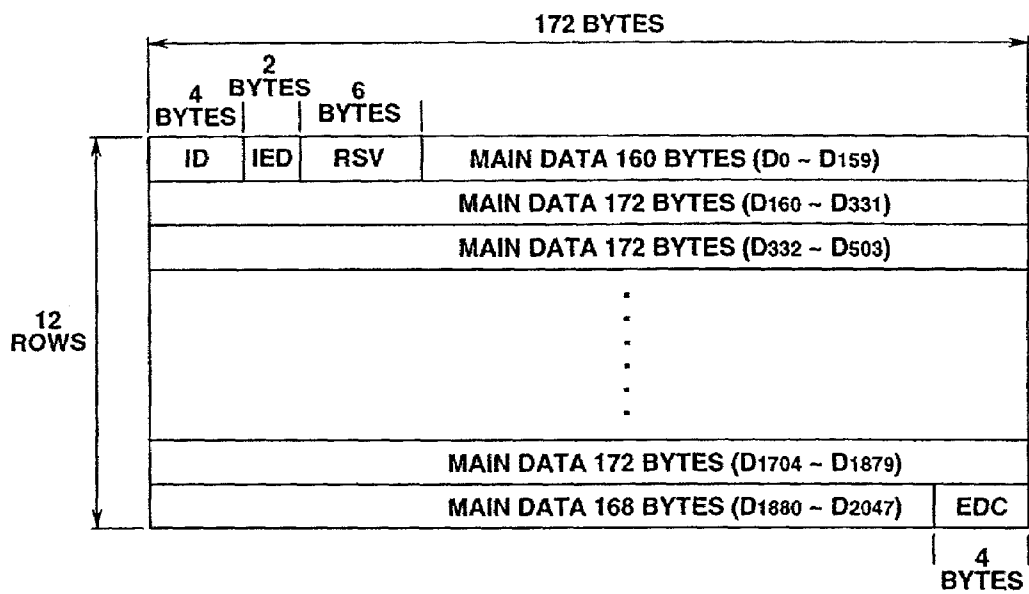 172 BYTES
2
BYTES
4
BYTES
6
BYTES
ID IED RSV MAIN DATA 160 BYTES (D0 ~ D159)
MAIN DATA 172 BYTES (D160 ~ D331)
MAIN DATA 172 BYTES (D332 ~ D503)
12
ROWS
MAIN DATA 172 BYTES (D1704 ~ D1879)
MAIN DATA 168 BYTES (D1880 ~ D2047) EDC
4
BYTES